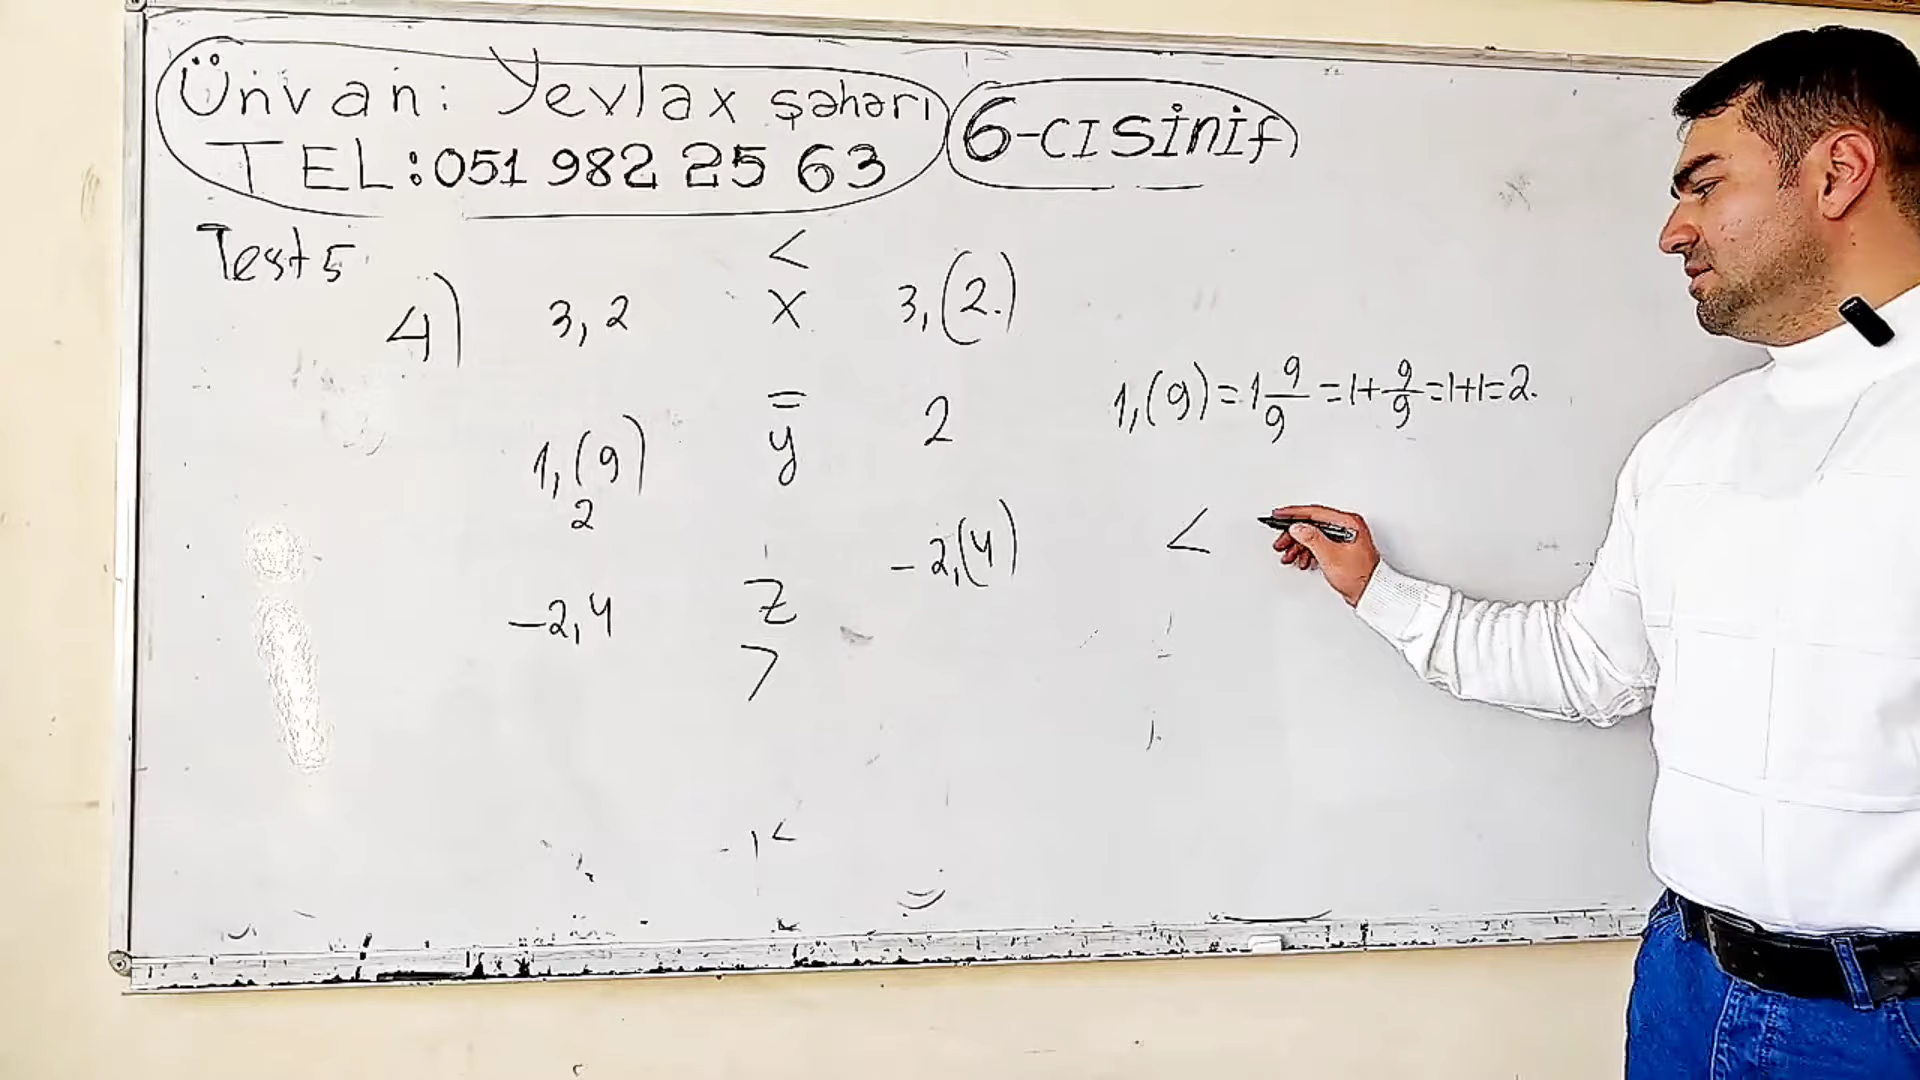 Ünvan: Yevlax şəhəri
TEL:051 982 25 63
6-CI Sinif
Test 5
<
4) 3,2 x 3,(2.)
=
1,(9) y 2
2
1,(9)=1 9/9 =1+ 9/9 =1+1=2.
-2,4 z -2,(4)
>
<